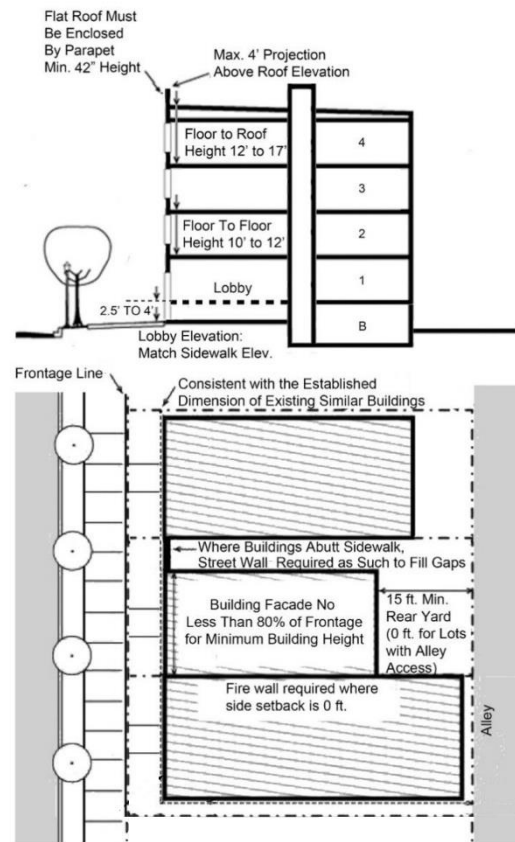 Flat Roof Must
Be Enclosed
By Parapet
Min. 42" Height
Max. 4' Projection
Above Roof Elevation
Floor to Roof
Height 12' to 17'
4
3
Floor To Floor
Height 10' to 12'
2
1
Lobby
2.5' TO 4'
B
Lobby Elevation:
Match Sidewalk Elev.
Frontage Line
Consistent with the Established
Dimension of Existing Similar Buildings
Where Buildings Abutt Sidewalk,
Street Wall Required as Such to Fill Gaps
Building Facade No
Less Than 80% of Frontage
for Minimum Building Height
15 ft. Min.
Rear Yard
(0 ft. for Lots
with Alley
Access)
Fire wall required where
side setback is 0 ft.
Alley